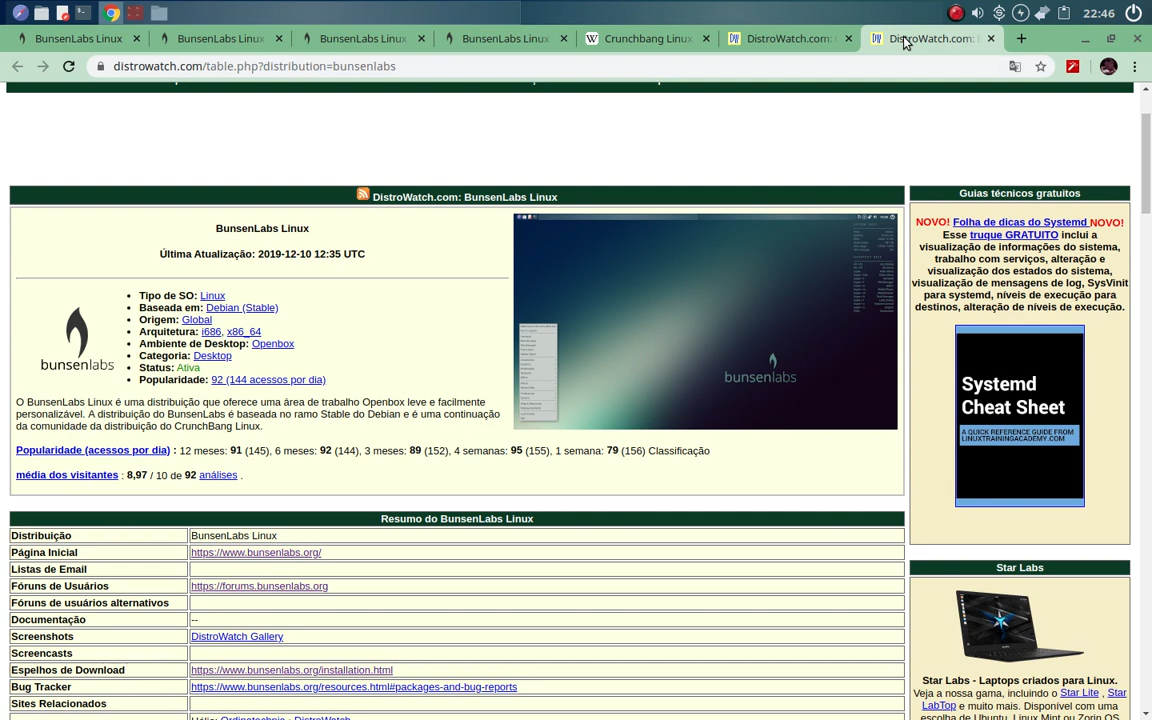 22:46
BunsenLabs Linux
BunsenLabs Linux
BunsenLabs Linux
BunsenLabs Linux
Crunchbang Linux
DistroWatch.com:
DistroWatch.com:
distrowatch.com/table.php?distribution=bunsenlabs
DistroWatch.com: BunsenLabs Linux
BunsenLabs Linux
Última Atualização: 2019-12-10 12:35 UTC
bunsenlabs
Tipo de SO: Linux
Baseada em: Debian (Stable)
Origem: Global
Arquitetura: i686, x86_64
Ambiente de Desktop: Openbox
Categoria: Desktop
Status: Ativa
Popularidade: 92 (144 acessos por dia)
bunsenlabs
O BunsenLabs Linux é uma distribuição que oferece uma área de trabalho Openbox leve e facilmente
personalizável. A distribuição do BunsenLabs é baseada no ramo Stable do Debian e é uma continuação
da comunidade da distribuição do CrunchBang Linux.
Popularidade (acessos por dia) : 12 meses: 91 (145), 6 meses: 92 (144), 3 meses: 89 (152), 4 semanas: 95 (155), 1 semana: 79 (156) Classificação
média dos visitantes : 8,97 / 10 de 92 análises .
Resumo do BunsenLabs Linux
Distribuição BunsenLabs Linux
Página Inicial https://www.bunsenlabs.org/
Listas de Email
Fóruns de Usuários https://forums.bunsenlabs.org
Fóruns de usuários alternativos
Documentação --
Screenshots DistroWatch Gallery
Screencasts
Espelhos de Download https://www.bunsenlabs.org/installation.html
Bug Tracker https://www.bunsenlabs.org/resources.html#packages-and-bug-reports
Sites Relacionados
Guias técnicos gratuitos
NOVO! Folha de dicas do Systemd NOVO!
Esse truque GRATUITO inclui a
visualização de informações do sistema,
trabalho com serviços, alteração e
visualização dos estados do sistema,
visualização de mensagens de log, SysVinit
para systemd, níveis de execução para
destinos, alteração de níveis de execução.
Systemd
Cheat Sheet
A QUICK REFERENCE GUIDE FROM
LINUXTRAININGACADEMY.COM
Star Labs
Star Labs - Laptops criados para Linux.
Veja a nossa gama, incluindo o Star Lite , Star
LabTop e muito mais. Disponível com uma
escolha de Ubuntu, Linux Mint ou Zorin OS